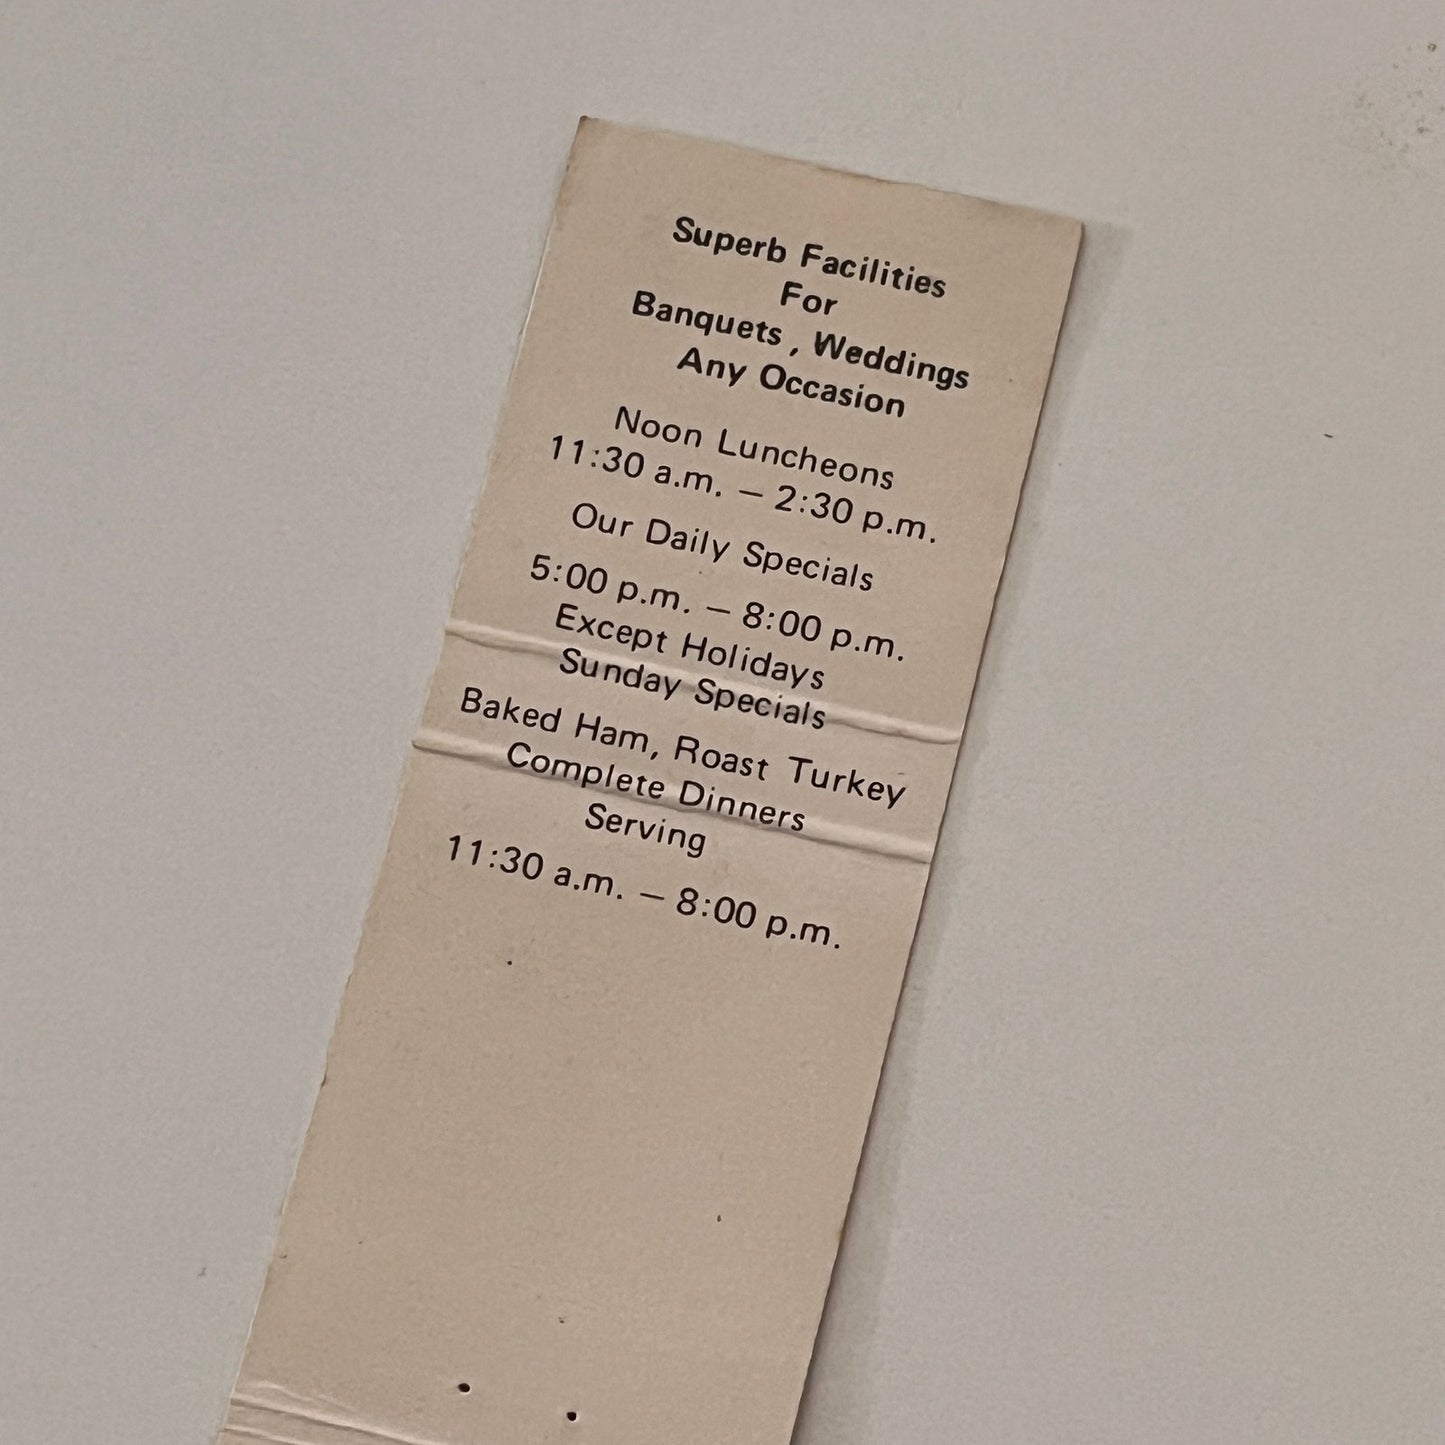 Superb Facilities
For
Banquets, Weddings
Any Occasion
Noon Luncheons
11:30 a.m. — 2:30 p.m.
Our Daily Specials
5:00 p.m. — 8:00 p.m.
Except Holidays
Sunday Specials
Baked Ham, Roast Turkey
Complete Dinners
Serving
11:30 a.m. — 8:00 p.m.